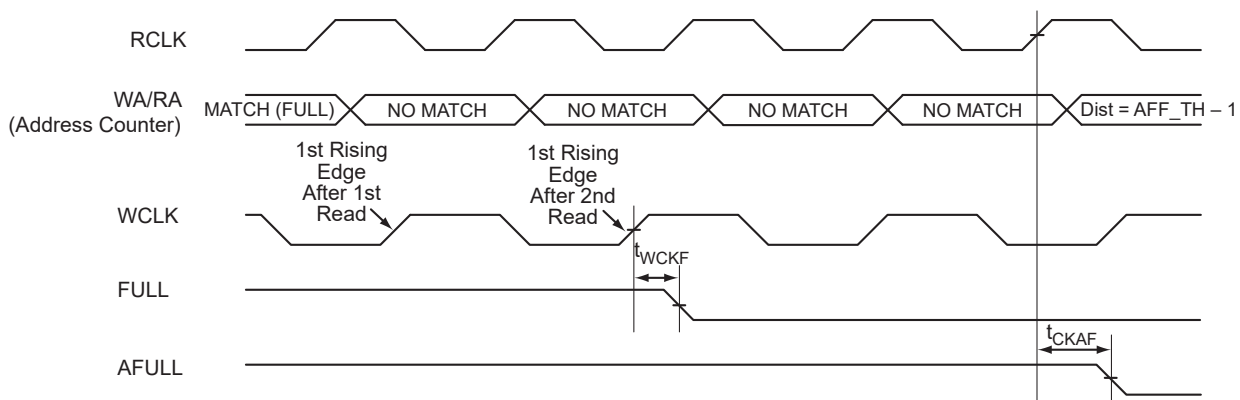 RCLK
WA/RA
(Address Counter)
MATCH (FULL)
NO MATCH
NO MATCH
NO MATCH
NO MATCH
Dist = AFF_TH – 1
1st Rising
Edge
After 1st
Read
1st Rising
Edge
After 2nd
Read
WCLK
tWCKF
FULL
tCKAF
AFULL